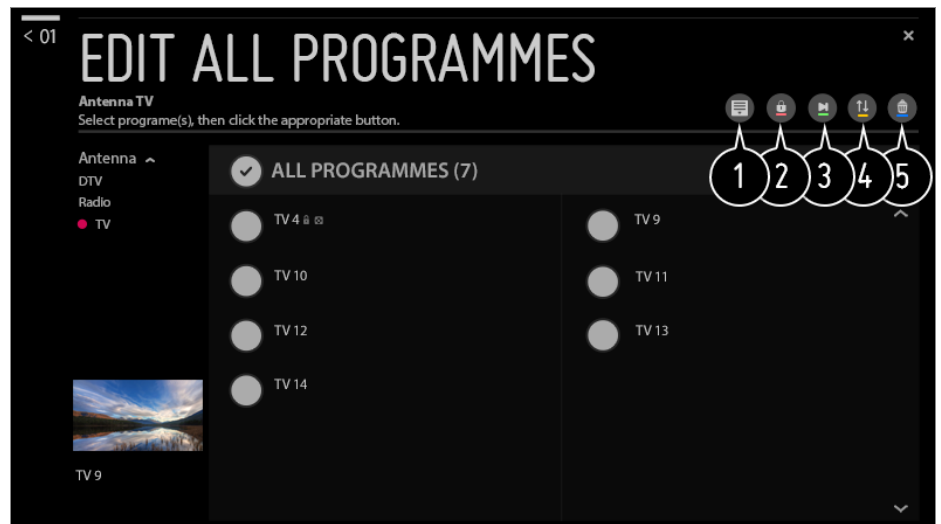 < 01
EDIT ALL PROGRAMMES
Antenna TV
Select programe(s), then click the appropriate button.
1 2 3 4 5
Antenna
DTV
Radio
TV
ALL PROGRAMMES (7)
TV 4
TV 9
TV 10
TV 11
TV 12
TV 13
TV 14
TV 9